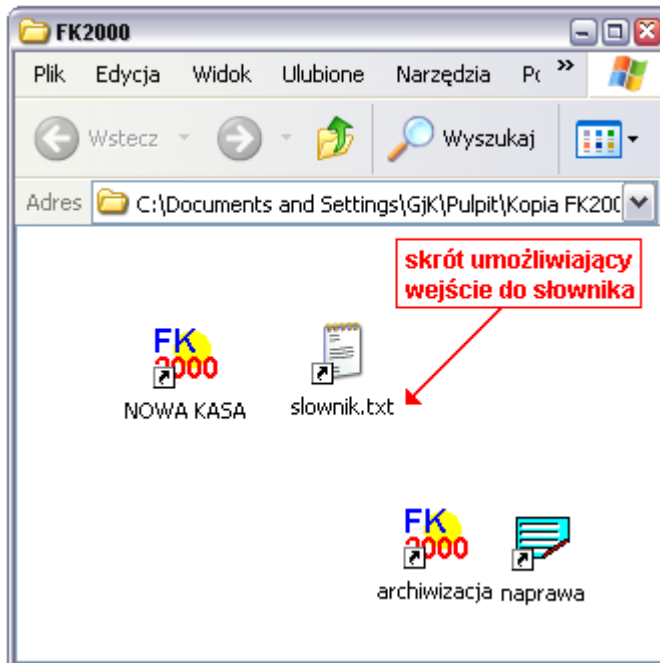 FK2000
Plik Edycja Widok Ulubione Narzędzia
Wstecz Wyszukaj
Adres C:\Documents and Settings\GjK\Pulpit\Kopia FK200
skrót umożliwiający
wejście do słownika
FK
2000
NOWA KASA
slownik.txt
FK
2000
archiwizacja
naprawa